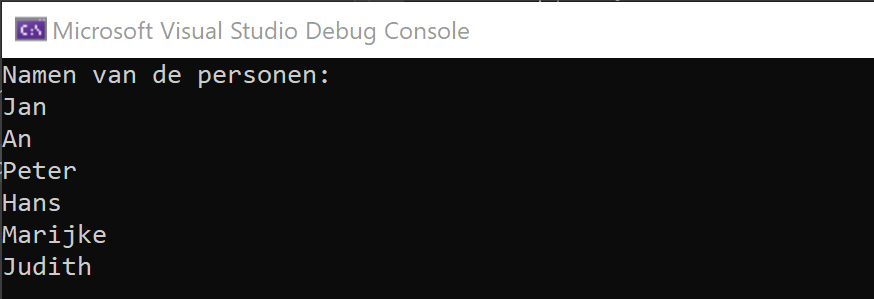 Microsoft Visual Studio Debug Console
Namen van de personen:
Jan
An
Peter
Hans
Marijke
Judith